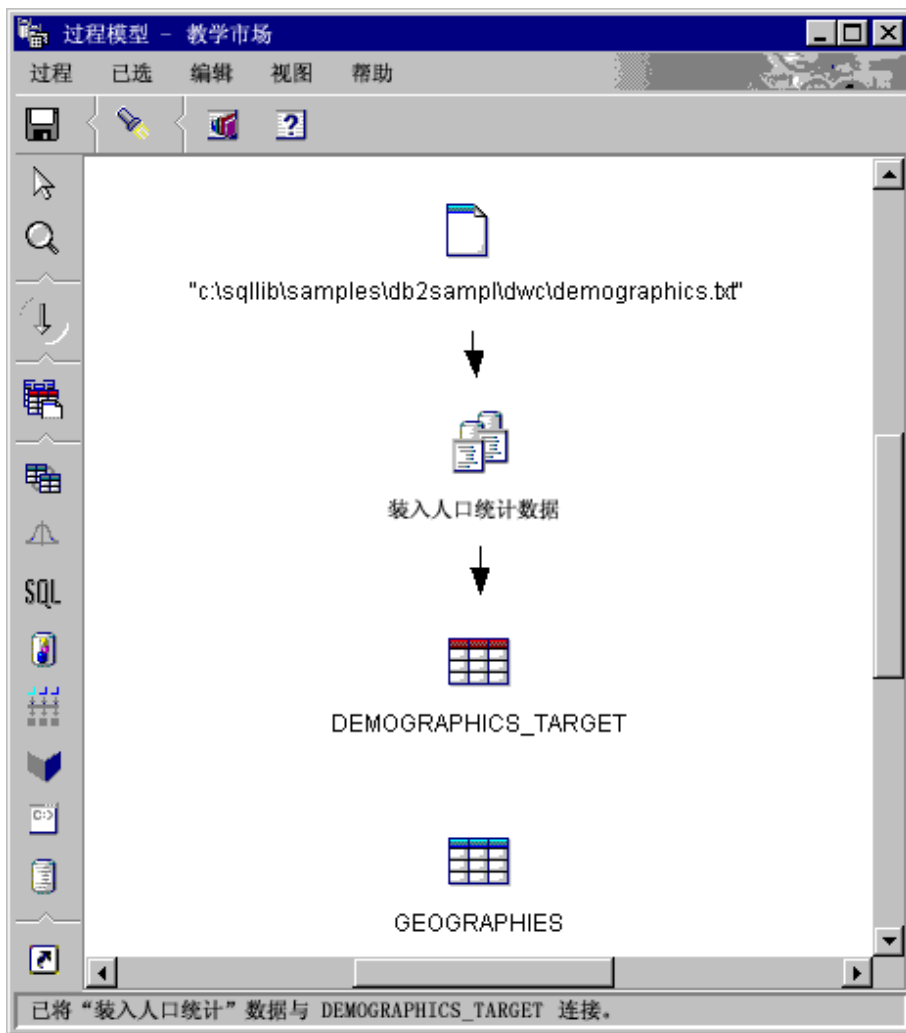 过程模型 - 教学市场
过程 已选 编辑 视图 帮助
"c:\sqllib\samples\db2sampl\dwc\demographics.txt"
装入人口统计数据
SQL
DEMOGRAPHICS_TARGET
C:>
GEOGRAPHIES
已将“装入人口统计”数据与 DEMOGRAPHICS_TARGET 连接。